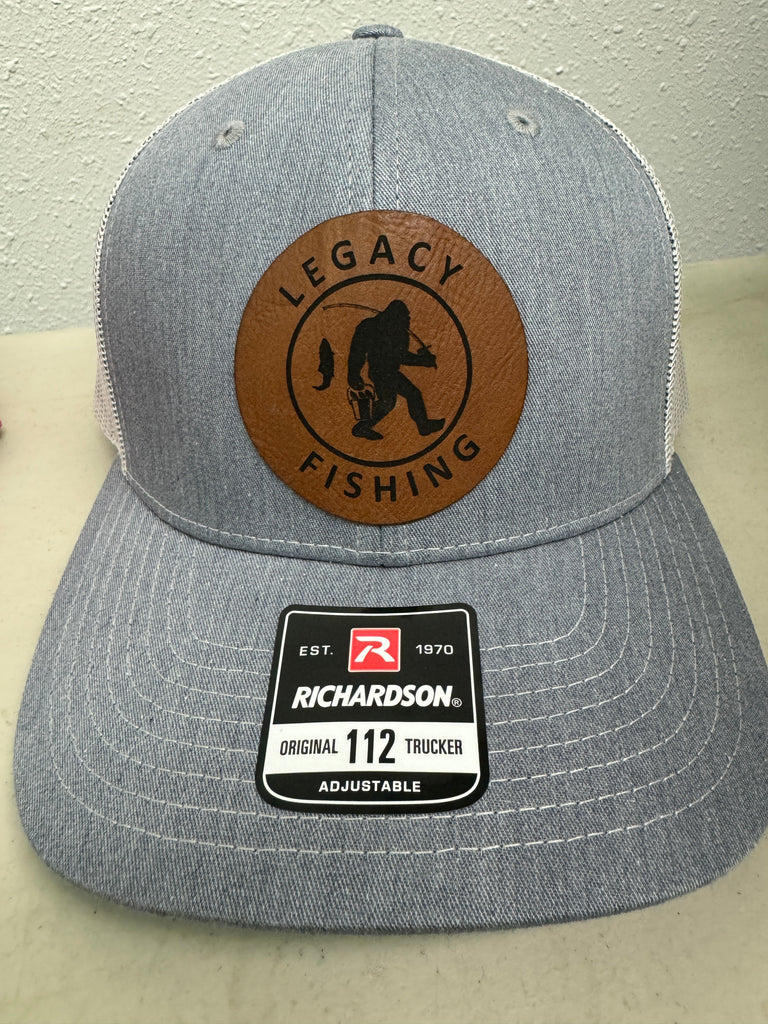 LEGACY
FISHING
EST. R 1970
RICHARDSON®
ORIGINAL 112 TRUCKER
ADJUSTABLE